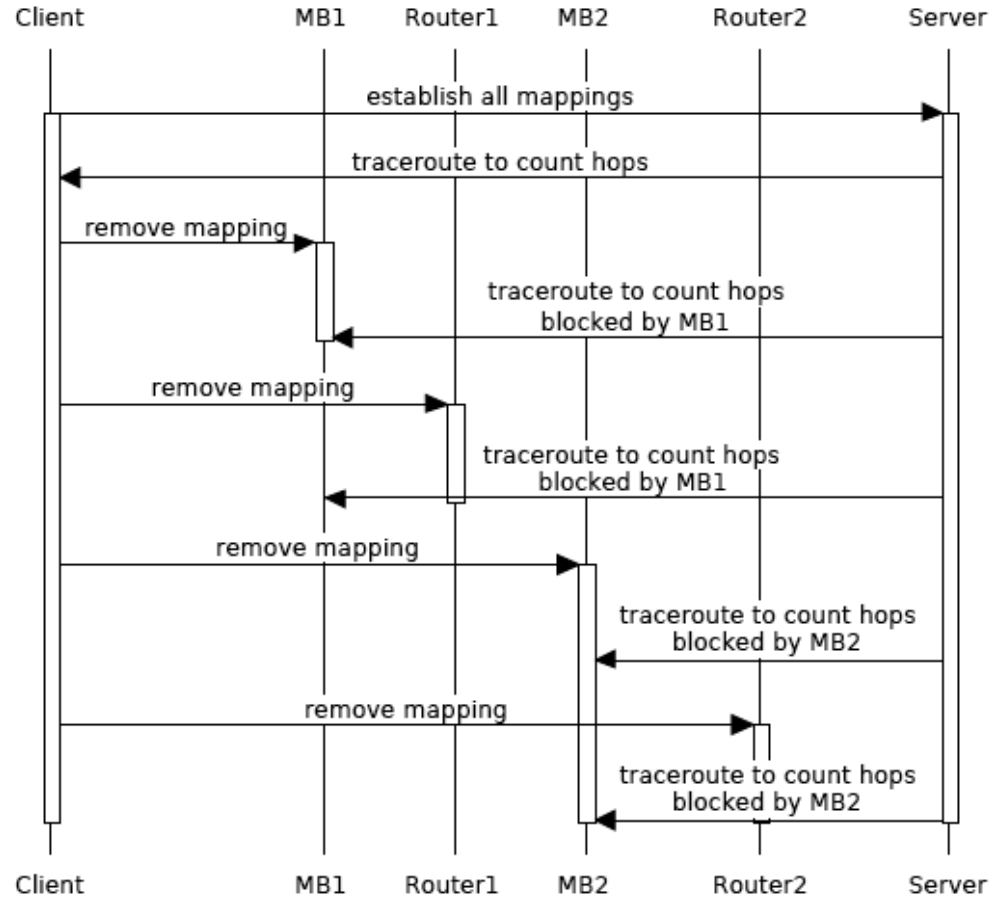 Client MB1 Router1 MB2 Router2 Server
establish all mappings
traceroute to count hops
remove mapping
traceroute to count hops
blocked by MB1
remove mapping
traceroute to count hops
blocked by MB1
remove mapping
traceroute to count hops
blocked by MB2
remove mapping
traceroute to count hops
blocked by MB2
Client MB1 Router1 MB2 Router2 Server